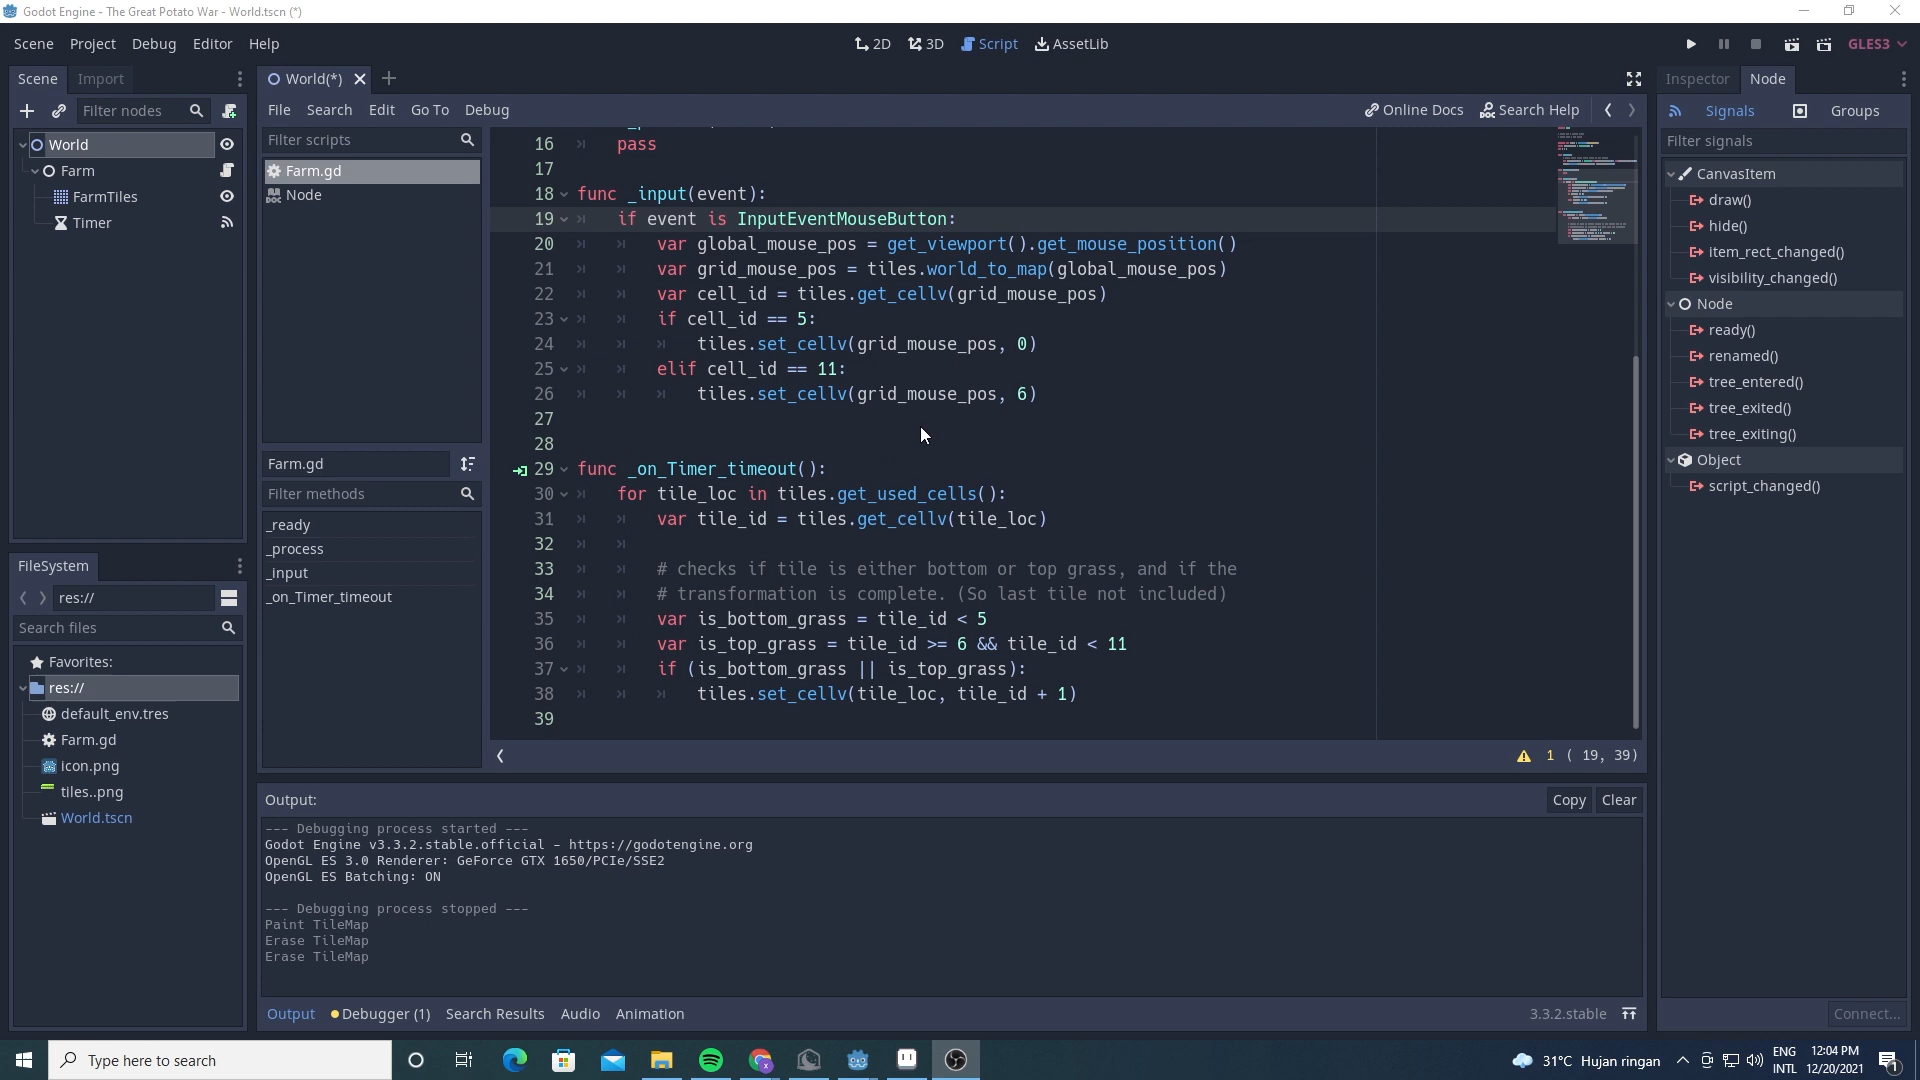 Godot Engine - The Great Potato War - World.tscn (*)
Scene Project Debug Editor Help
2D 3D Script AssetLib
GLES3
Scene Import
World(*)
Inspector Node
Filter nodes
File Search Edit Go To Debug
Online Docs Search Help
Signals Groups
Filter signals
World
Farm
FarmTiles
Timer
Filter scripts
Farm.gd
Node
Farm.gd
Filter methods
_ready
_process
_input
_on_Timer_timeout
16 pass
17
18 func _input(event):
19 if event is InputEventMouseButton:
20 var global_mouse_pos = get_viewport().get_mouse_position()
21 var grid_mouse_pos = tiles.world_to_map(global_mouse_pos)
22 var cell_id = tiles.get_cellv(grid_mouse_pos)
23 if cell_id == 5:
24 tiles.set_cellv(grid_mouse_pos, 0)
25 elif cell_id == 11:
26 tiles.set_cellv(grid_mouse_pos, 6)
27
28
29 func _on_Timer_timeout():
30 for tile_loc in tiles.get_used_cells():
31 var tile_id = tiles.get_cellv(tile_loc)
32
33 # checks if tile is either bottom or top grass, and if the
34 # transformation is complete. (So last tile not included)
35 var is_bottom_grass = tile_id < 5
36 var is_top_grass = tile_id >= 6 && tile_id < 11
37 if (is_bottom_grass || is_top_grass):
38 tiles.set_cellv(tile_loc, tile_id + 1)
39
1 ( 19, 39)
CanvasItem
draw()
hide()
item_rect_changed()
visibility_changed()
Node
ready()
renamed()
tree_entered()
tree_exited()
tree_exiting()
Object
script_changed()
Connect...
FileSystem
res://
Search files
Favorites:
res://
default_env.tres
Farm.gd
icon.png
tiles..png
World.tscn
Output:
Copy Clear
--- Debugging process started ---
Godot Engine v3.3.2.stable.official - https://godotengine.org
OpenGL ES 3.0 Renderer: GeForce GTX 1650/PCIe/SSE2
OpenGL ES Batching: ON
--- Debugging process stopped ---
Paint TileMap
Erase TileMap
Erase TileMap
Output Debugger (1) Search Results Audio Animation
3.3.2.stable
Type here to search
31°C Hujan ringan
ENG
INTL
12:04 PM
12/20/2021
1